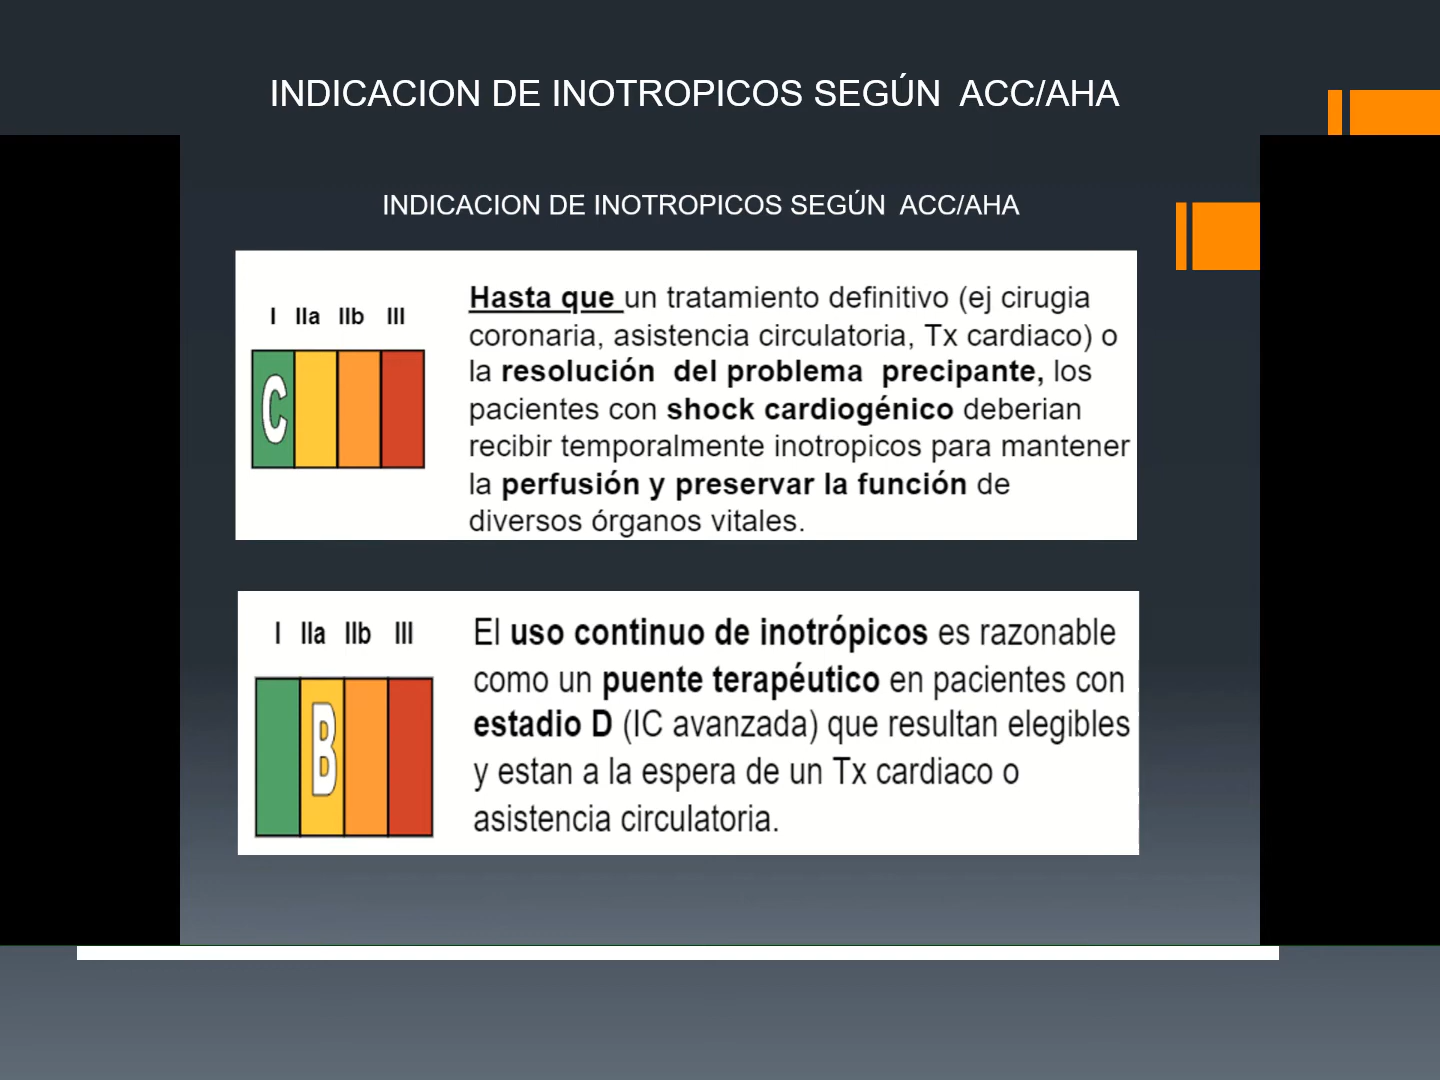 INDICACION DE INOTROPICOS SEGÚN ACC/AHA
INDICACION DE INOTROPICOS SEGÚN ACC/AHA
I IIa IIb III
C
Hasta que un tratamiento definitivo (ej cirugia
coronaria, asistencia circulatoria, Tx cardiaco) o
la resolución del problema precipante, los
pacientes con shock cardiogénico deberian
recibir temporalmente inotropicos para mantener
la perfusión y preservar la función de
diversos órganos vitales.
I IIa IIb III
B
El uso continuo de inotrópicos es razonable
como un puente terapéutico en pacientes con
estadio D (IC avanzada) que resultan elegibles
y estan a la espera de un Tx cardiaco o
asistencia circulatoria.